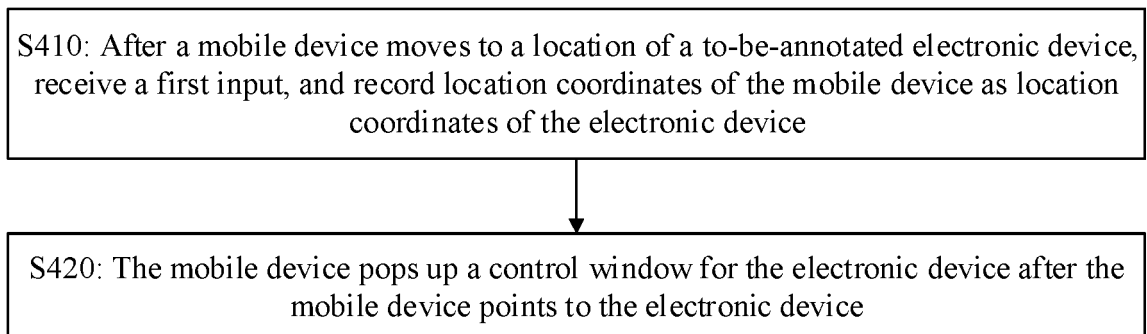 S410: After a mobile device moves to a location of a to-be-annotated electronic device,
receive a first input, and record location coordinates of the mobile device as location
coordinates of the electronic device
S420: The mobile device pops up a control window for the electronic device after the
mobile device points to the electronic device